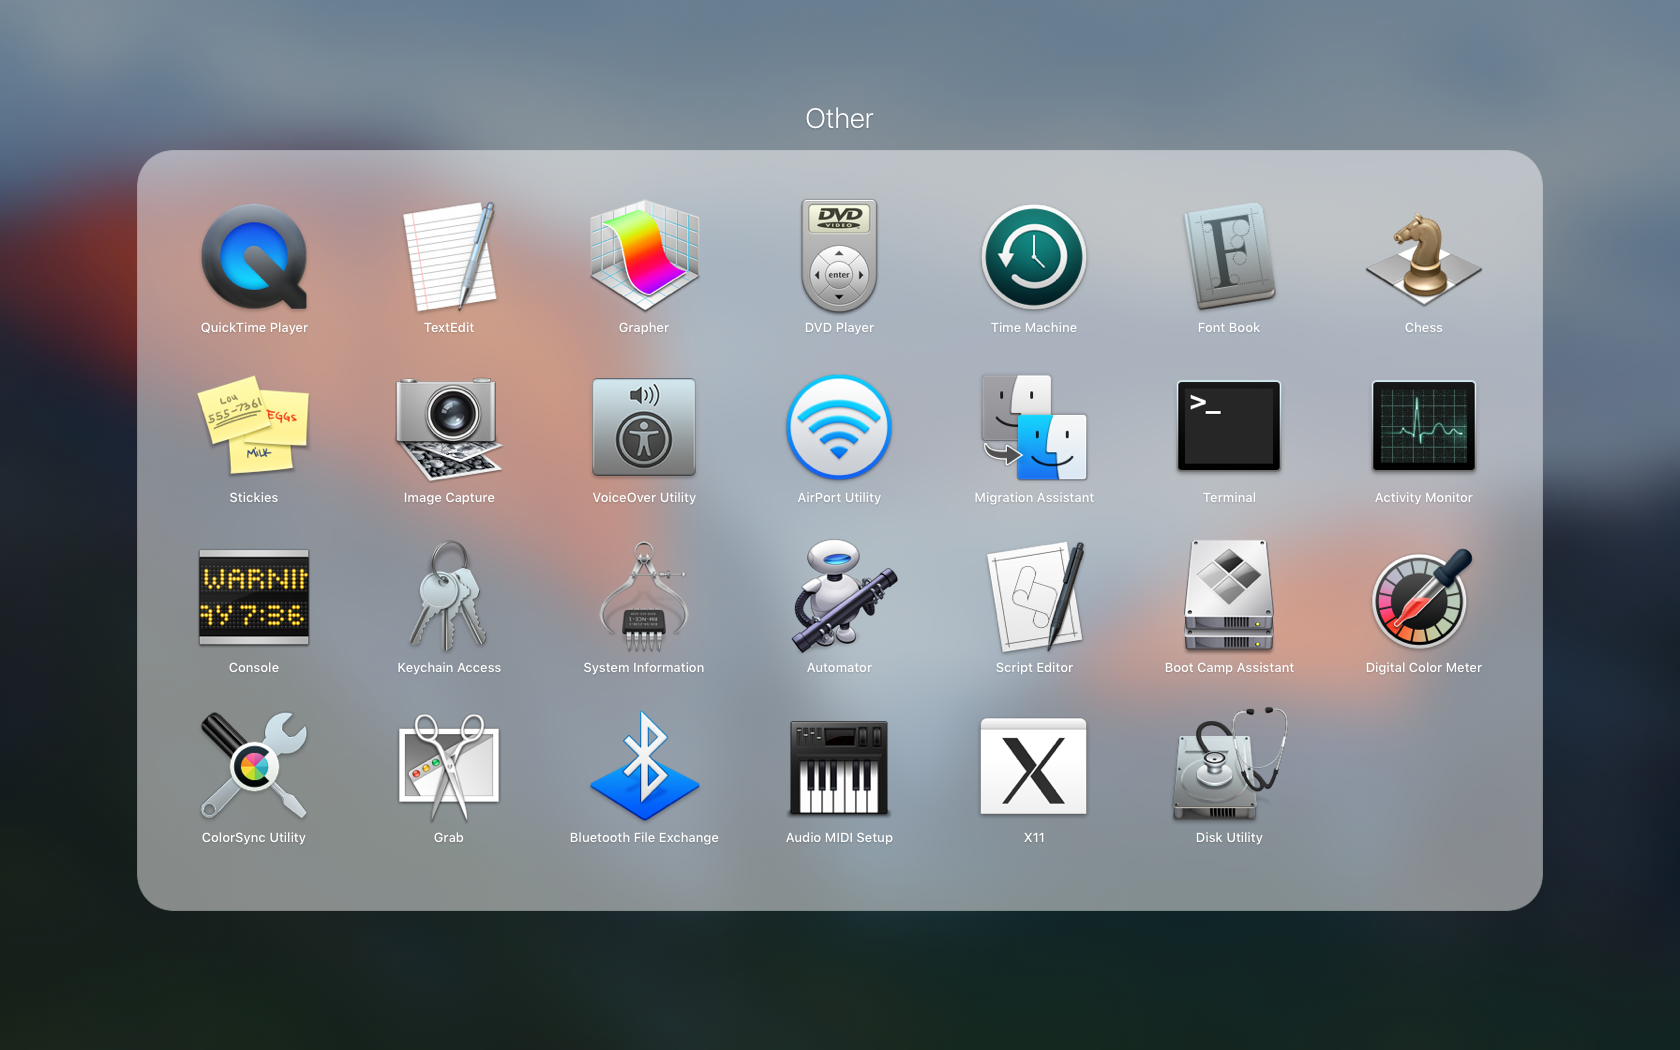 Other
DVD
VIDEO
enter
F
QuickTime Player
TextEdit
Grapher
DVD Player
Time Machine
Font Book
Chess
Lou
555-7361
EGGS
MilK
>_
Stickies
Image Capture
VoiceOver Utility
AirPort Utility
Migration Assistant
Terminal
Activity Monitor
WARNIN
AY 7:36
Console
Keychain Access
System Information
Automator
Script Editor
Boot Camp Assistant
Digital Color Meter
X
ColorSync Utility
Grab
Bluetooth File Exchange
Audio MIDI Setup
X11
Disk Utility